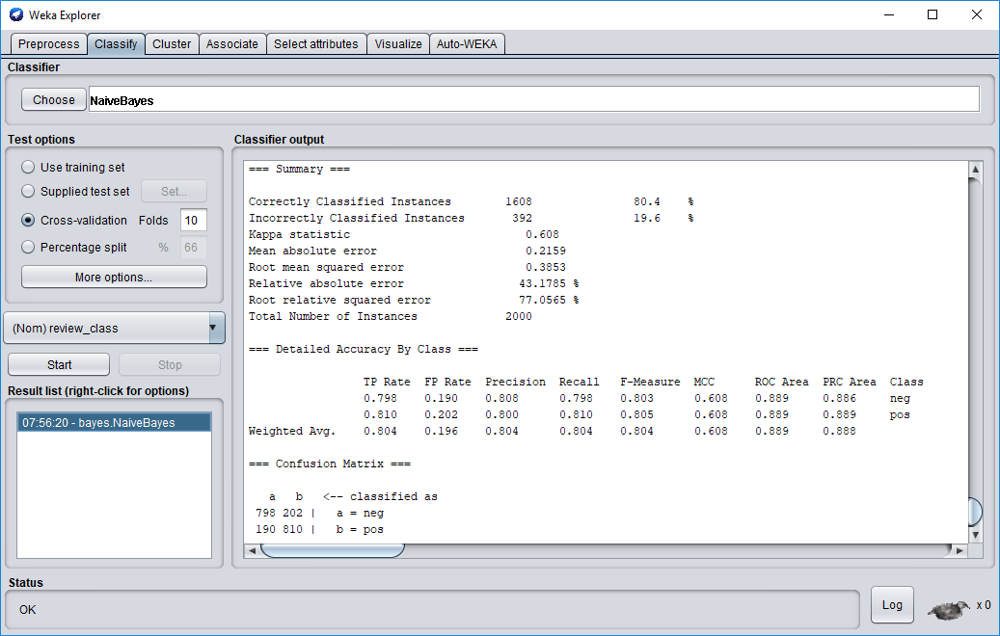 Weka Explorer
Preprocess Classify Cluster Associate Select attributes Visualize Auto-WEKA
Classifier
Choose NaiveBayes
Test options
Use training set
Supplied test set Set...
Cross-validation Folds 10
Percentage split % 66
More options...
(Nom) review_class
Start Stop
Result list (right-click for options)
07:56:20 - bayes.NaiveBayes
Classifier output
=== Summary ===
Correctly Classified Instances 1608 80.4 %
Incorrectly Classified Instances 392 19.6 %
Kappa statistic 0.608
Mean absolute error 0.2159
Root mean squared error 0.3853
Relative absolute error 43.1785 %
Root relative squared error 77.0565 %
Total Number of Instances 2000
=== Detailed Accuracy By Class ===
TP Rate FP Rate Precision Recall F-Measure MCC ROC Area PRC Area Class
0.798 0.190 0.808 0.798 0.803 0.608 0.889 0.886 neg
0.810 0.202 0.800 0.810 0.805 0.608 0.889 0.889 pos
Weighted Avg. 0.804 0.196 0.804 0.804 0.804 0.608 0.889 0.888
=== Confusion Matrix ===
a b <-- classified as
798 202 | a = neg
190 810 | b = pos
Status
OK
Log x 0